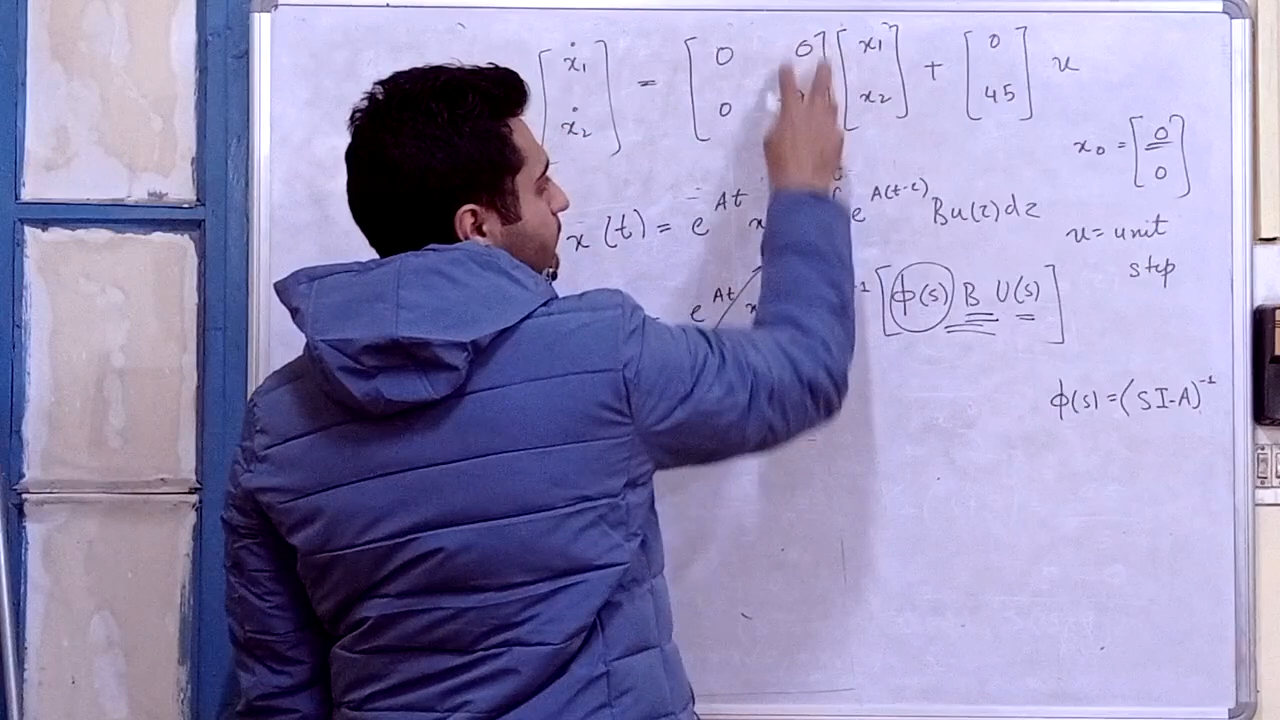 ẋ₁ = [ 0 0 [ x₁ + [ 0 u
ẋ₂ 0 x₂ 45
x₀ = [ 0
0 ]
x(t) = e^At x e^A(t-τ) Bu(τ)dτ
u = unit
step
e^At x ⁻¹ [ φ(s) B U(s) ]
φ(s) = (SI-A)⁻¹